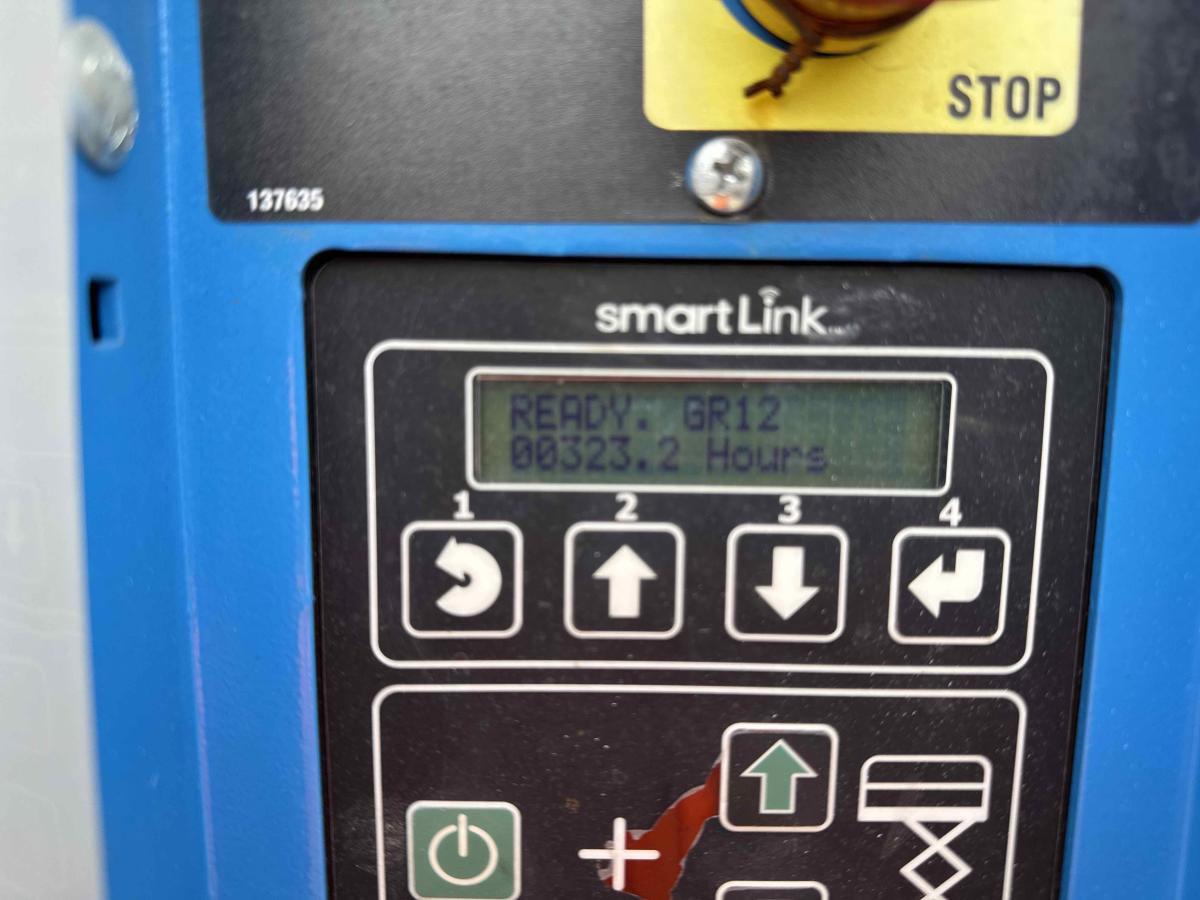 STOP
137635
smartLink
READY. GR12
00323.2 Hours
1 2 3 4